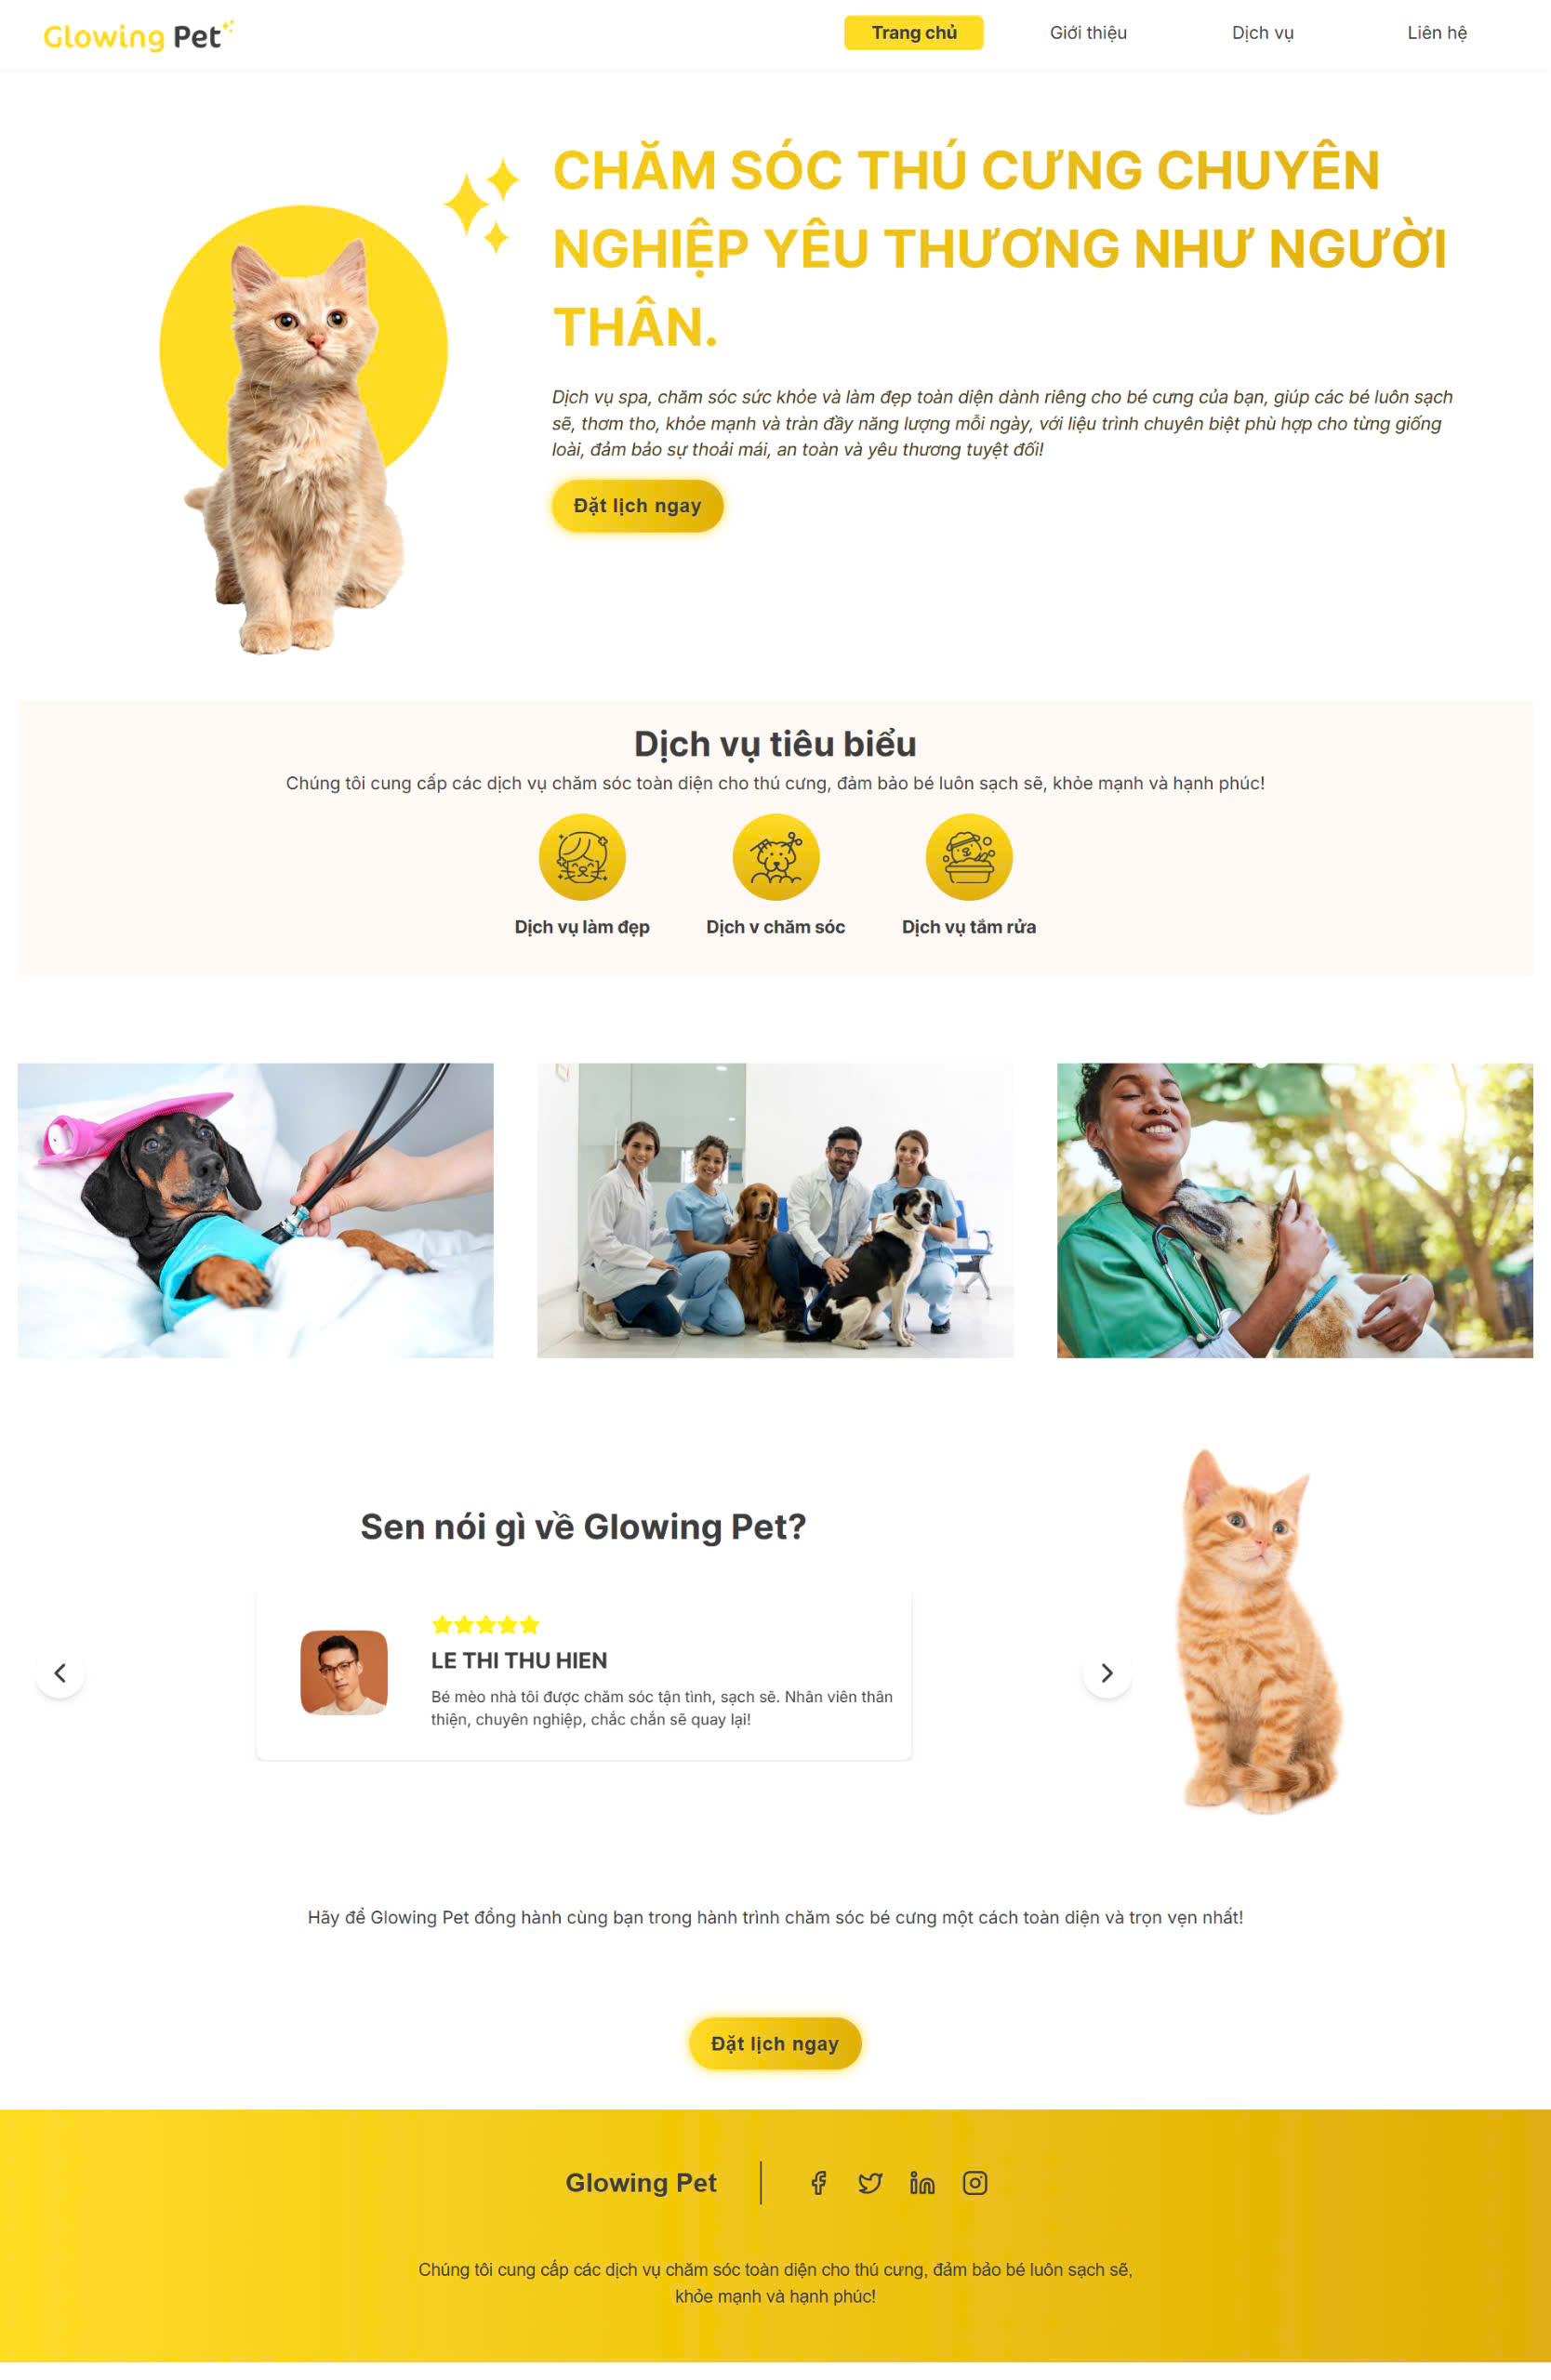 Glowing Pet
Trang chủ
Giới thiệu
Dịch vụ
Liên hệ
CHĂM SÓC THÚ CƯNG CHUYÊN
NGHIỆP YÊU THƯƠNG NHƯ NGƯỜI
THÂN.
Dịch vụ spa, chăm sóc sức khỏe và làm đẹp toàn diện dành riêng cho bé cưng của bạn, giúp các bé luôn sạch
sẽ, thơm tho, khỏe mạnh và tràn đầy năng lượng mỗi ngày, với liệu trình chuyên biệt phù hợp cho từng giống
loài, đảm bảo sự thoải mái, an toàn và yêu thương tuyệt đối!
Đặt lịch ngay
Dịch vụ tiêu biểu
Chúng tôi cung cấp các dịch vụ chăm sóc toàn diện cho thú cưng, đảm bảo bé luôn sạch sẽ, khỏe mạnh và hạnh phúc!
Dịch vụ làm đẹp
Dịch v chăm sóc
Dịch vụ tắm rửa
Sen nói gì về Glowing Pet?
LE THI THU HIEN
Bé mèo nhà tôi được chăm sóc tận tình, sạch sẽ. Nhân viên thân
thiện, chuyên nghiệp, chắc chắn sẽ quay lại!
Hãy để Glowing Pet đồng hành cùng bạn trong hành trình chăm sóc bé cưng một cách toàn diện và trọn vẹn nhất!
Đặt lịch ngay
Glowing Pet
Chúng tôi cung cấp các dịch vụ chăm sóc toàn diện cho thú cưng, đảm bảo bé luôn sạch sẽ,
khỏe mạnh và hạnh phúc!